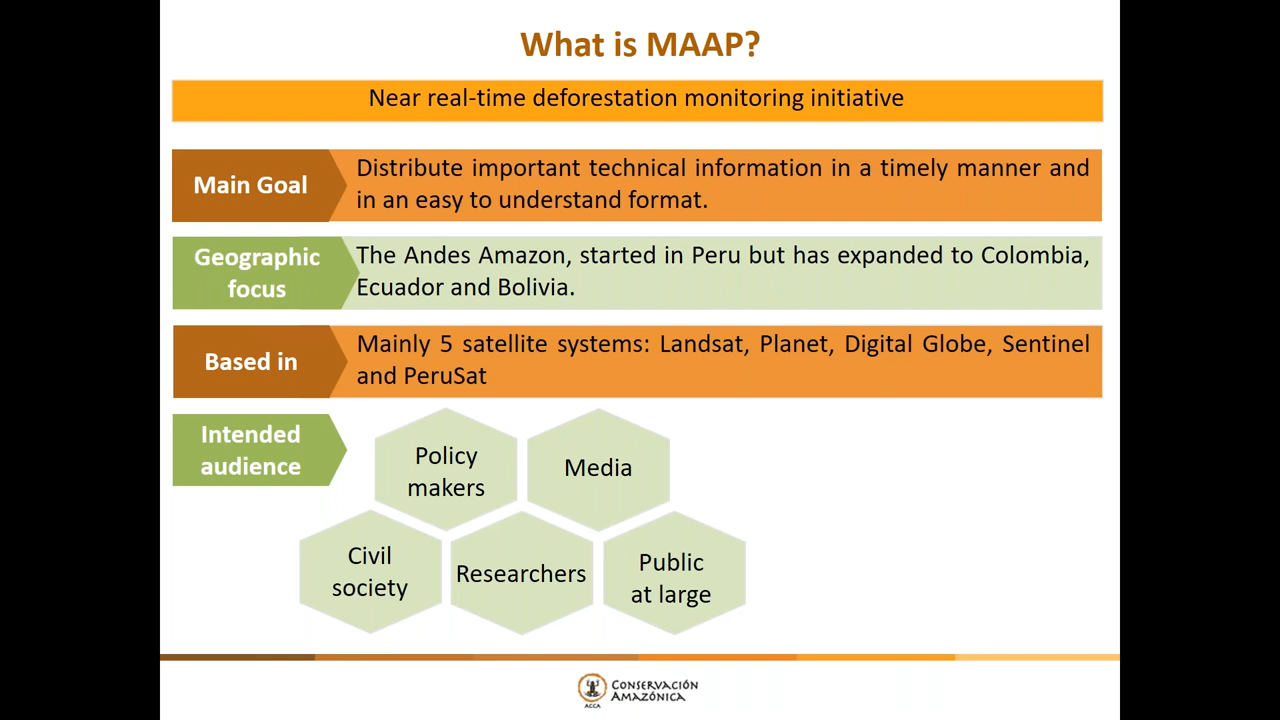 What is MAAP?
Near real-time deforestation monitoring initiative
Main Goal
Distribute important technical information in a timely manner and
in an easy to understand format.
Geographic
focus
The Andes Amazon, started in Peru but has expanded to Colombia,
Ecuador and Bolivia.
Based in
Mainly 5 satellite systems: Landsat, Planet, Digital Globe, Sentinel
and PeruSat
Intended
audience
Policy
makers
Media
Civil
society
Researchers
Public
at large
CONSERVACIÓN
AMAZÓNICA
ACCA